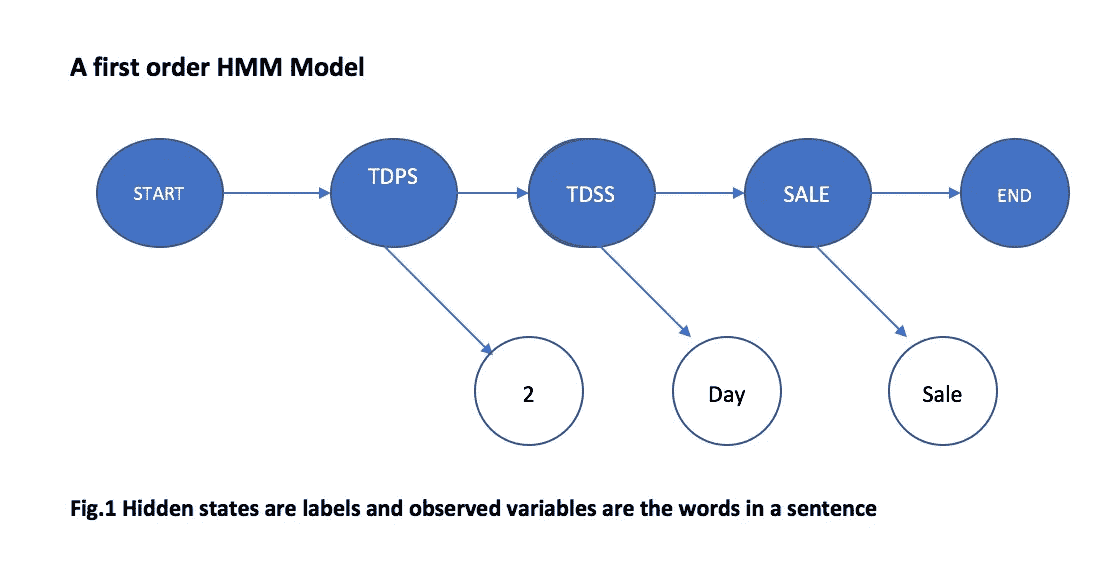 A first order HMM Model
START
TDPS
TDSS
SALE
END
2
Day
Sale
Fig.1 Hidden states are labels and observed variables are the words in a sentence